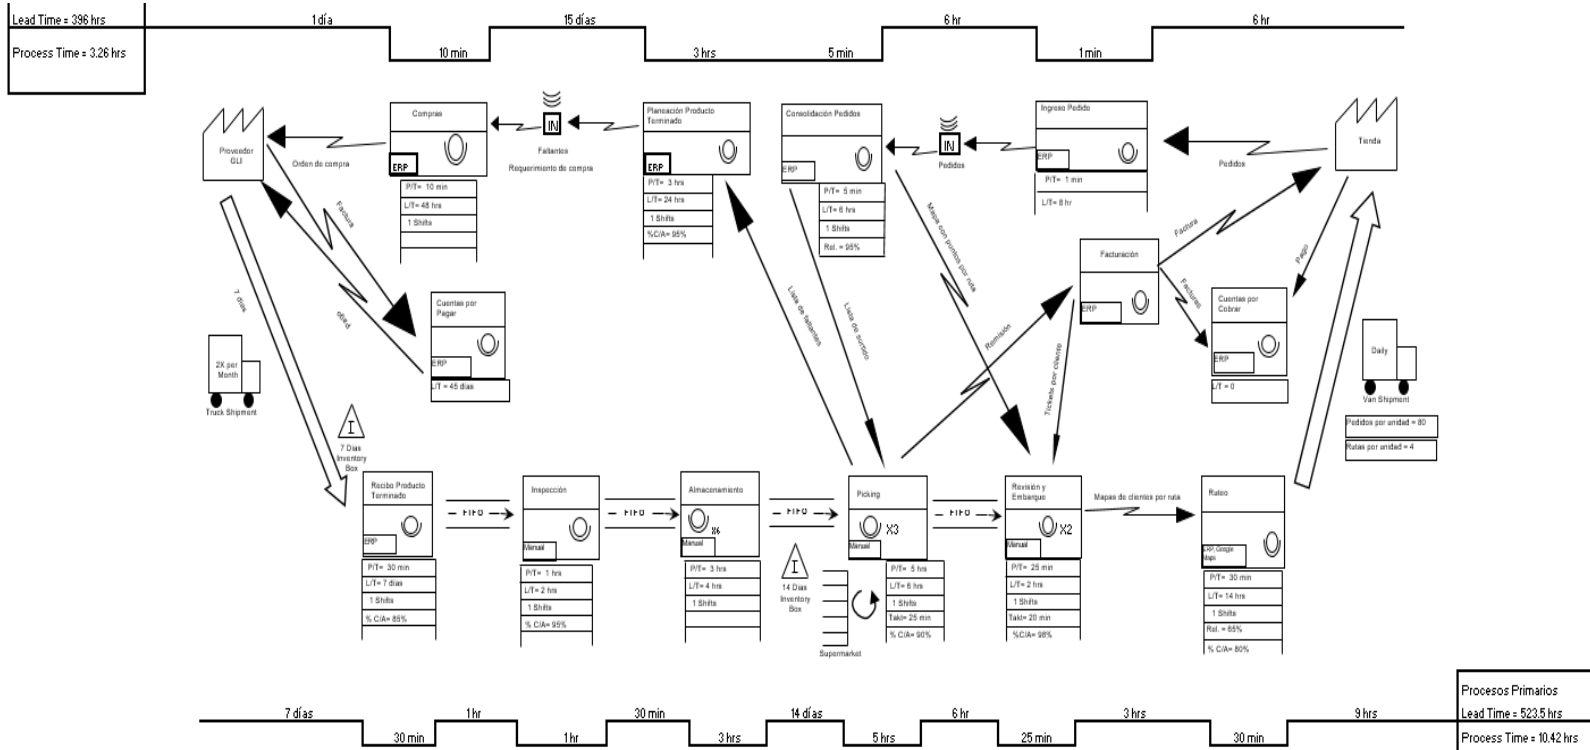 Lead Time = 396 hrs
Process Time = 3.26 hrs
1 día
15 días
6 hr
6 hr
10 min
3 hrs
5 min
1 min
Proveedor
GLI
Orden de compra
Compras
ERP
P/T= 10 min
L/T= 48 hrs
1 Shifts
IN
Faltantes
Requerimiento de compra
Planeación Producto
Terminado
ERP
P/T= 3 hrs
L/T= 24 hrs
1 Shifts
%C/A= 95%
Consolidación Pedidos
ERP
P/T= 5 min
L/T= 6 hrs
1 Shifts
Rel. = 95%
IN
Pedidos
Ingreso Pedido
ERP
P/T= 1 min
L/T= 8 hr
Pedidos
Tienda
Factura
Pago
7 días
Cuentas por
Pagar
ERP
L/T = 45 días
Lista de faltantes
Lista de surtido
Mapa con puntos por ruta
Remisión
Tickets por cliente
Facturación
ERP
Factura
Facturas
Pago
Cuentas por
Cobrar
ERP
L/T = 0
2X per
Month
Truck Shipment
Daily
Van Shipment
Pedidos por unidad = 80
Rutas por unidad = 4
I
7 Dias
Inventory
Box
Recibo Producto
Terminado
ERP
P/T= 30 min
L/T= 7 días
1 Shifts
% C/A= 85%
FIFO
Inspección
Manual
P/T= 1 hrs
L/T= 2 hrs
1 Shifts
% C/A= 95%
FIFO
Almacenamiento
X6
Manual
P/T= 3 hrs
L/T= 4 hrs
1 Shifts
FIFO
I
14 Dias
Inventory
Box
Supermarket
Picking
X3
Manual
P/T= 5 hrs
L/T= 6 hrs
1 Shifts
Takt= 25 min
% C/A= 90%
FIFO
Revisión y
Embarque
X2
Manual
P/T= 25 min
L/T= 2 hrs
1 Shifts
Takt= 20 min
%C/A= 98%
Mapas de clientes por ruta
Ruteo
ERP, Google
Maps
P/T= 30 min
L/T= 14 hrs
1 Shifts
Rel. = 65%
% C/A= 80%
7 días
1 hr
30 min
14 días
6 hr
3 hrs
9 hrs
30 min
1 hr
3 hrs
5 hrs
25 min
30 min
Procesos Primarios
Lead Time = 523.5 hrs
Process Time = 10.42 hrs